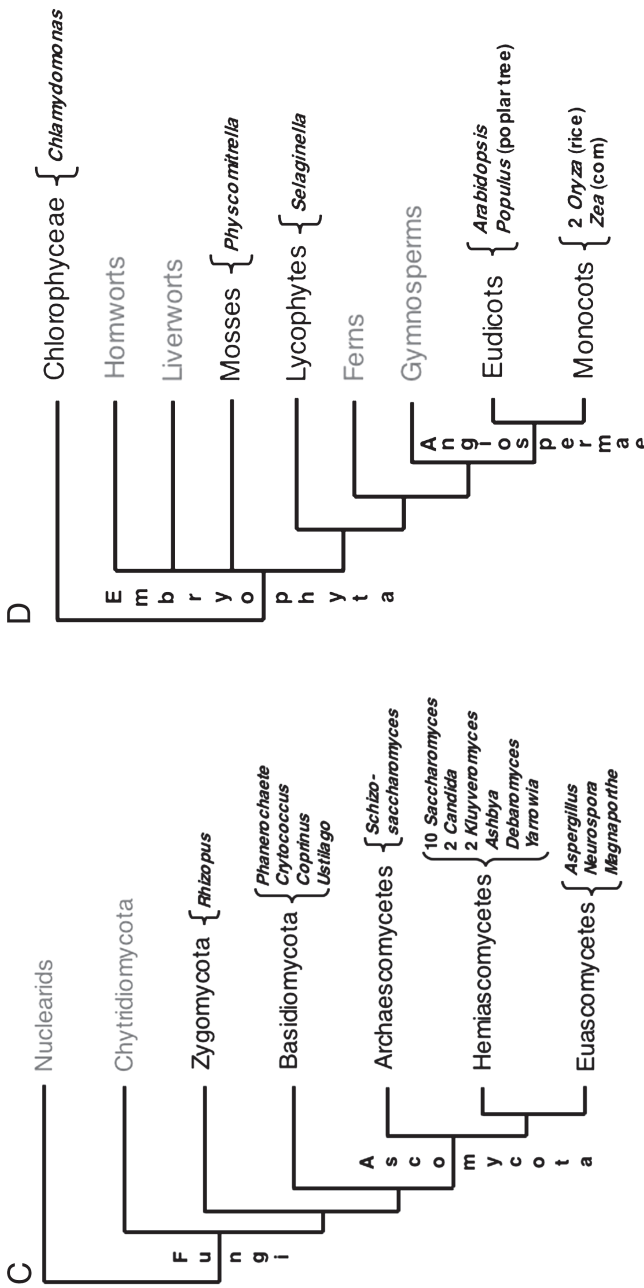 C
Nuclearids
Chytridiomycota
Zygomycota
Rhizopus
Basidiomycota
Phanerochaete
Crytococcus
Coprinus
Ustilago
Archaescomycetes
Schizo-
saccharomyces
Hemiascomycetes
10 Saccharomyces
2 Candida
2 Kluyveromyces
Ashbya
Debaromyces
Yarrowia
Euascomycetes
Aspergillus
Neurospora
Magnaporthe
Fungi
Ascomycota
D
Chlorophyceae
Chlamydomonas
Hornworts
Liverworts
Mosses
Physcomitrella
Lycophytes
Selaginella
Ferns
Gymnosperms
Eudicots
Arabidopsis
Populus (poplar tree)
Monocots
2 Oryza (rice)
Zea (corn)
Embryophyta
Angiospermae